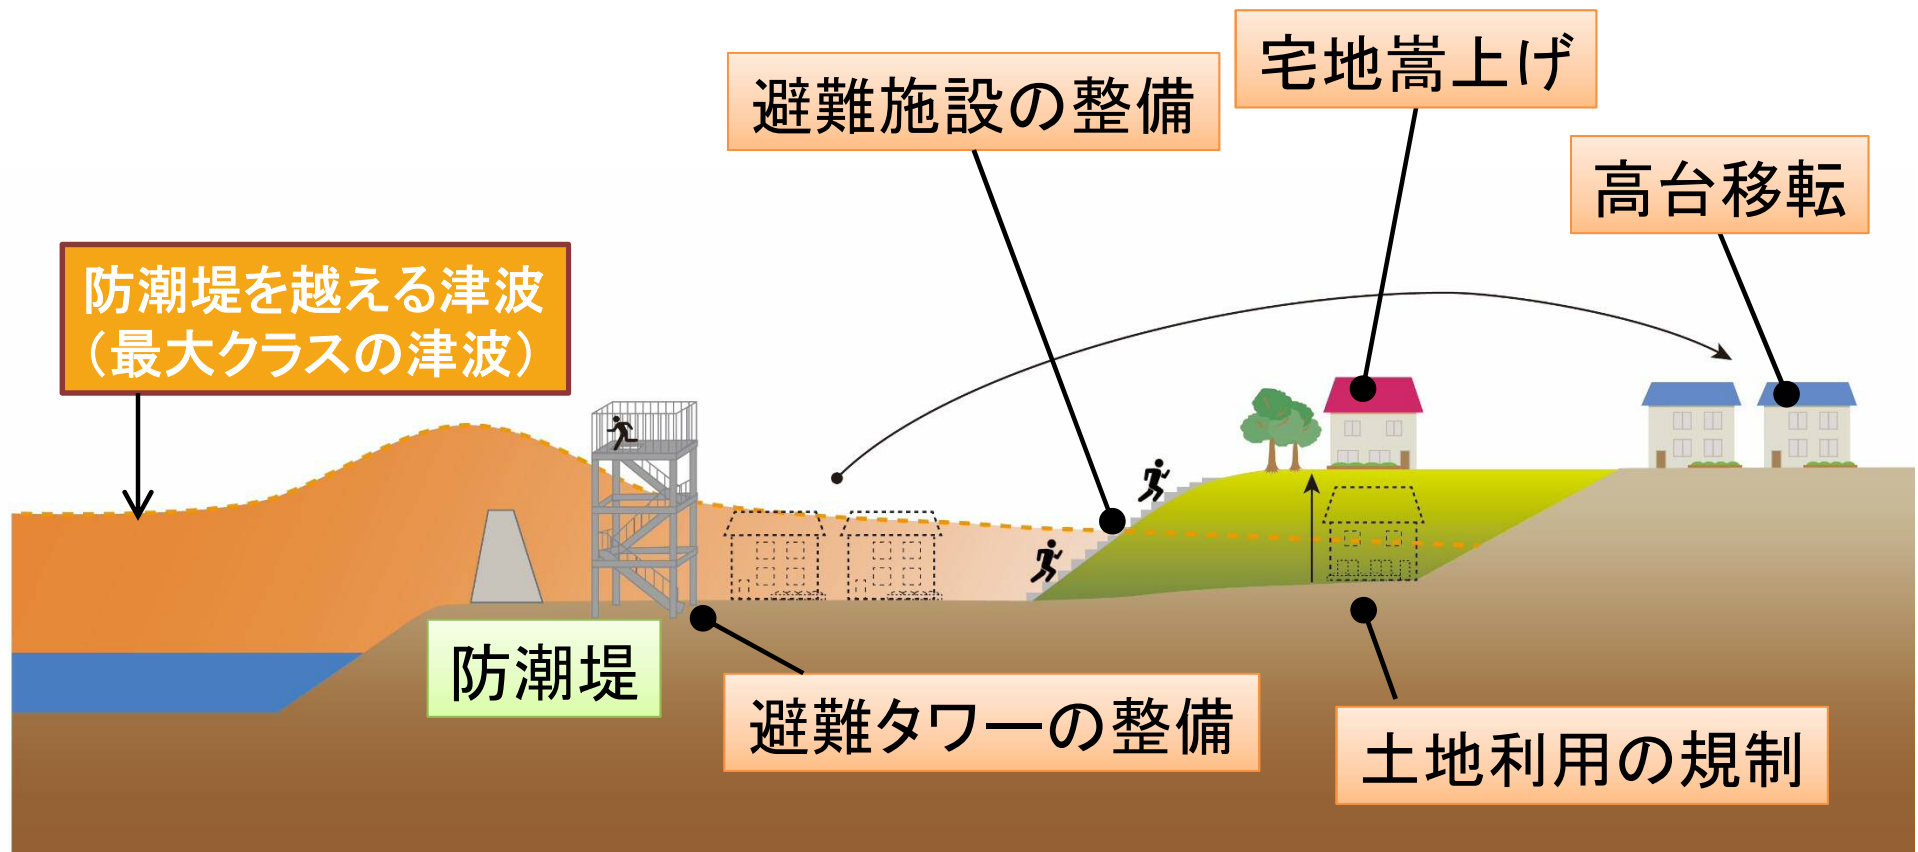 宅地嵩上げ
避難施設の整備
高台移転
防潮堤を越える津波
（最大クラスの津波）
防潮堤
避難タワーの整備
土地利用の規制